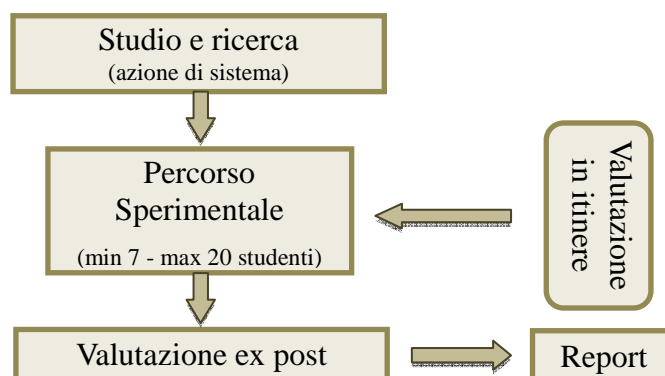 Studio e ricerca
(azione di sistema)
Percorso
Sperimentale
(min 7 - max 20 studenti)
Valutazione
in itinere
Valutazione ex post
Report